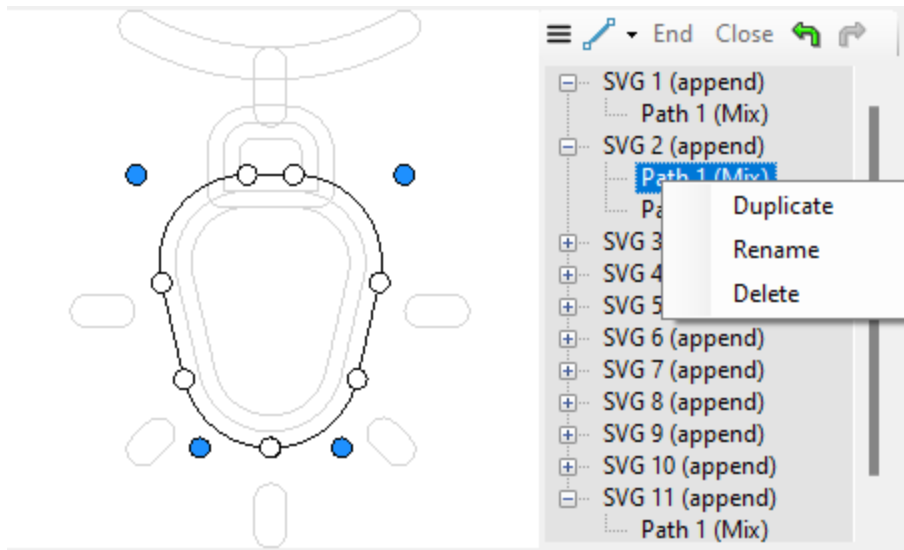 End Close
SVG 1 (append)
Path 1 (Mix)
SVG 2 (append)
Path 1 (Mix)
Duplicate
Rename
Delete
SVG 3
SVG 4
SVG 5
SVG 6 (append)
SVG 7 (append)
SVG 8 (append)
SVG 9 (append)
SVG 10 (append)
SVG 11 (append)
Path 1 (Mix)